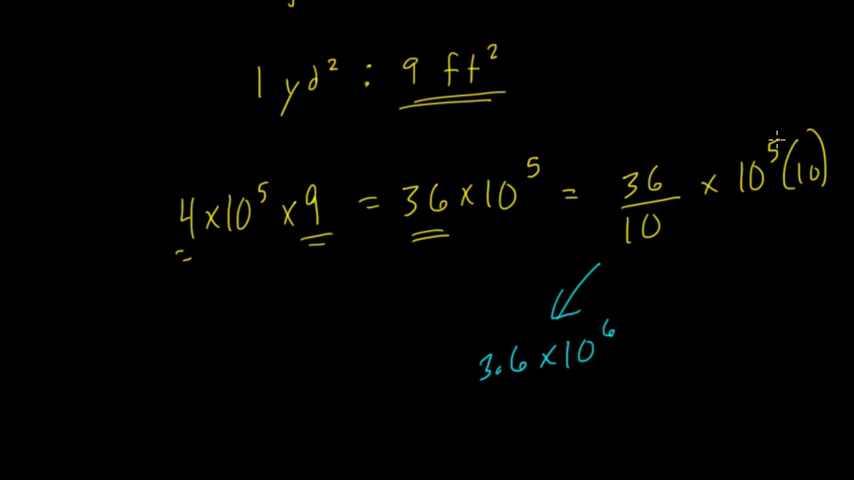 1 yd² : 9 ft²
4 × 10⁵ × 9 = 36 × 10⁵ = 36/10 × 10⁵(10)
3.6 × 10⁶